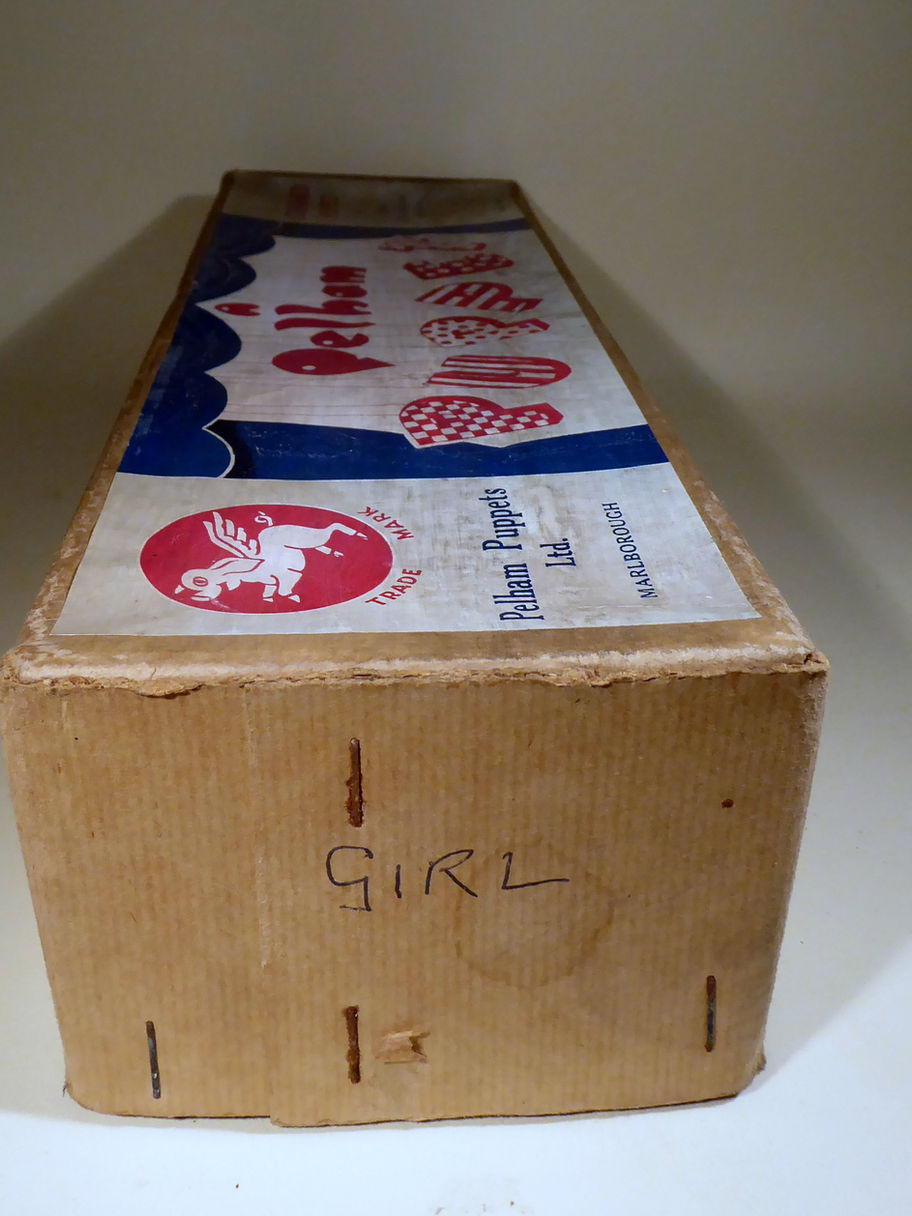 A
Pelham
PUPPET
TRADE MARK
Pelham Puppets
Ltd.
MARLBOROUGH
GIRL